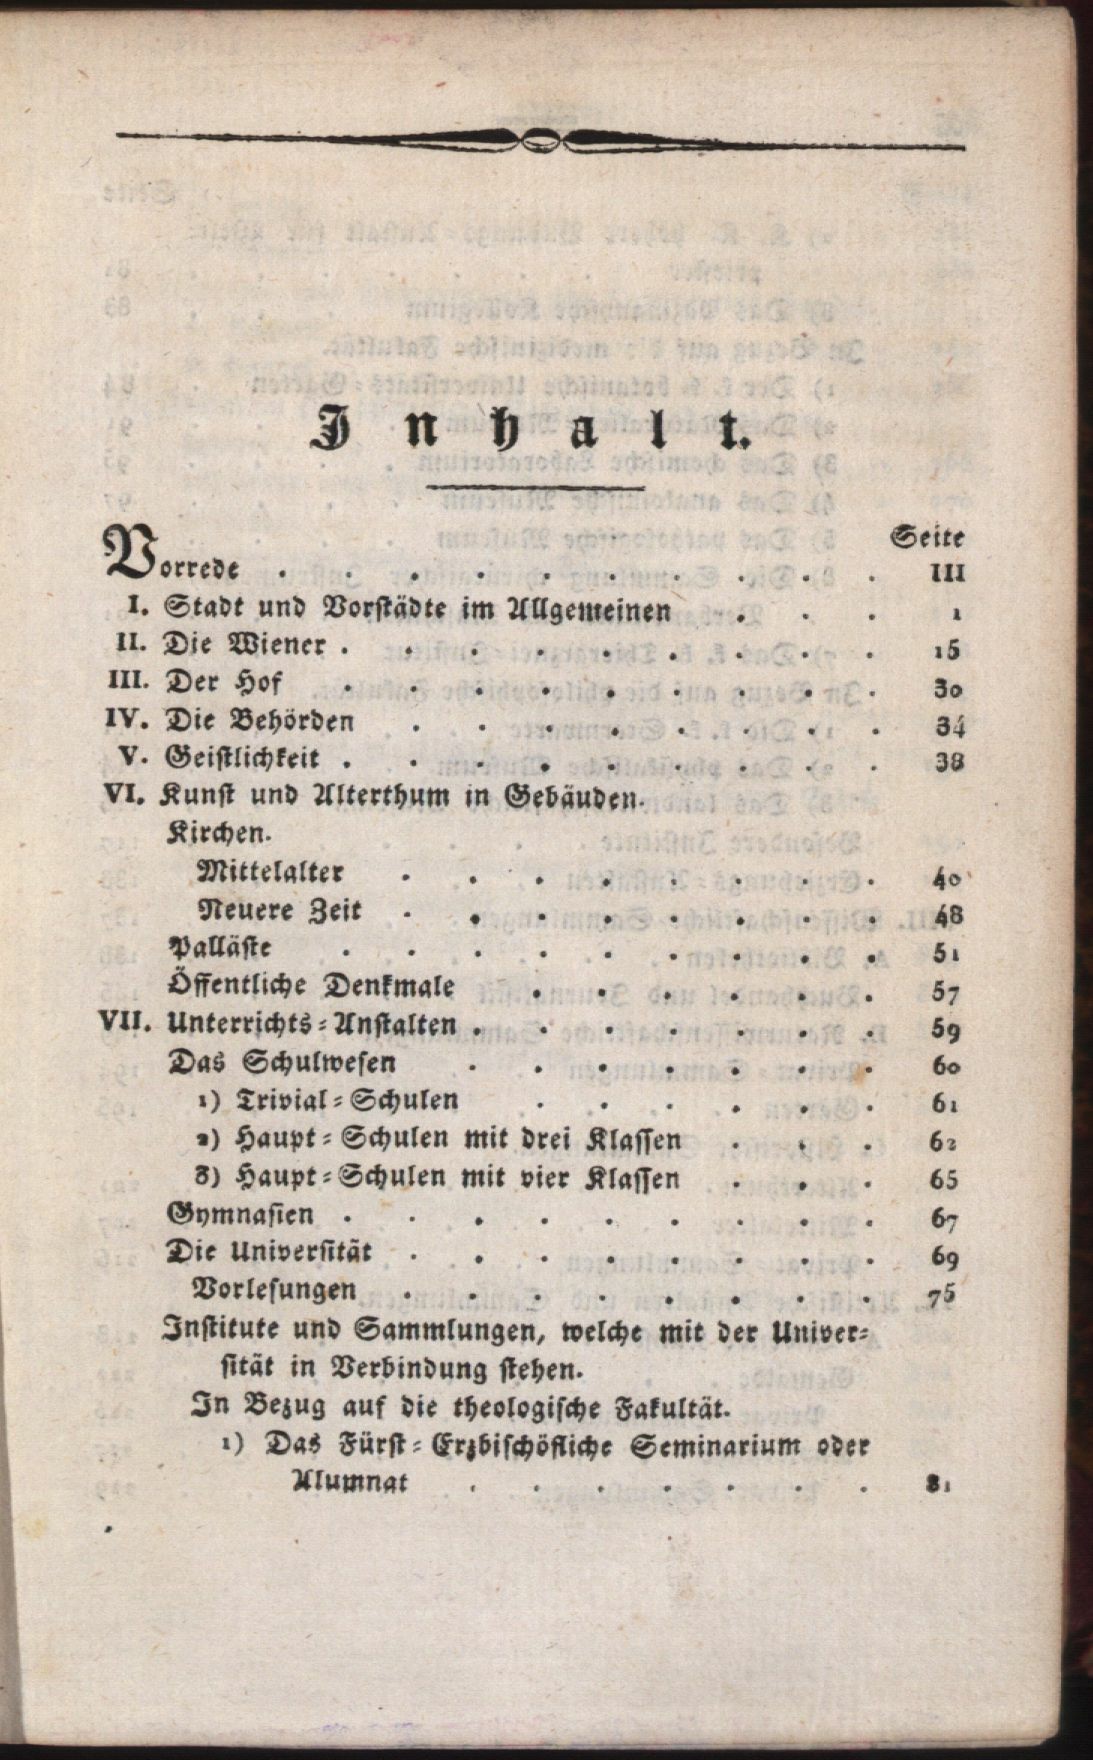 Inhalt.
Seite
Vorrede . . . . . . . . . . III
I. Stadt und Vorstädte im Allgemeinen . . . 1
II. Die Wiener . . . . . . . . . 15
III. Der Hof . . . . . . . . . 30
IV. Die Behörden . . . . . . . . 34
V. Geistlichkeit . . . . . . . . . 38
VI. Kunst und Alterthum in Gebäuden.
Kirchen.
Mittelalter . . . . . . . . 40
Neuere Zeit . . . . . . . . 48
Palläste . . . . . . . . . 51
Öffentliche Denkmale . . . . . . 57
VII. Unterrichts-Anstalten . . . . . . . 59
Das Schulwesen . . . . . . . 60
1) Trivial-Schulen . . . . . . 61
2) Haupt-Schulen mit drei Klassen . . . 62
3) Haupt-Schulen mit vier Klassen . . . 65
Gymnasien . . . . . . . . . 67
Die Universität . . . . . . . . 69
Vorlesungen . . . . . . . . 75
Institute und Sammlungen, welche mit der Univer-
sität in Verbindung stehen.
In Bezug auf die theologische Fakultät.
1) Das Fürst-Erzbischöfliche Seminarium oder
Alumnat . . . . . . . 81